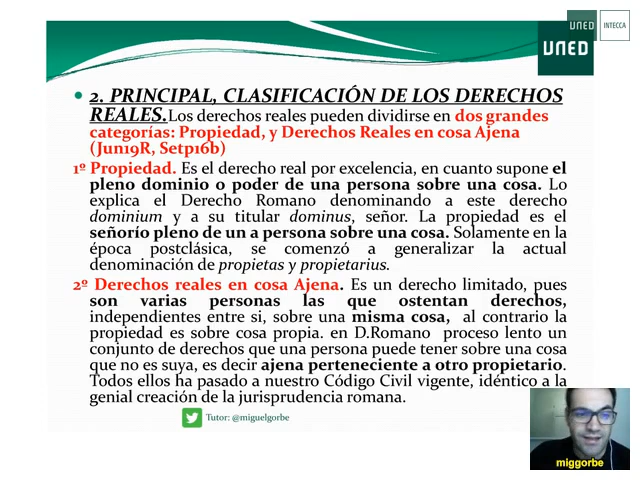 UNED
INTECCA
UNED
2. PRINCIPAL, CLASIFICACIÓN DE LOS DERECHOS
REALES.Los derechos reales pueden dividirse en dos grandes
categorías: Propiedad, y Derechos Reales en cosa Ajena
(Jun19R, Setp16b)
1º Propiedad. Es el derecho real por excelencia, en cuanto supone el
pleno dominio o poder de una persona sobre una cosa. Lo
explica el Derecho Romano denominando a este derecho
dominium y a su titular dominus, señor. La propiedad es el
señorío pleno de un a persona sobre una cosa. Solamente en la
época postclásica, se comenzó a generalizar la actual
denominación de propietas y propietarius.
2º Derechos reales en cosa Ajena. Es un derecho limitado, pues
son varias personas las que ostentan derechos,
independientes entre si, sobre una misma cosa, al contrario la
propiedad es sobre cosa propia. en D.Romano proceso lento un
conjunto de derechos que una persona puede tener sobre una cosa
que no es suya, es decir ajena perteneciente a otro propietario.
Todos ellos ha pasado a nuestro Código Civil vigente, idéntico a la
genial creación de la jurisprudencia romana.
Tutor: @miguelgorbe
miggorbe